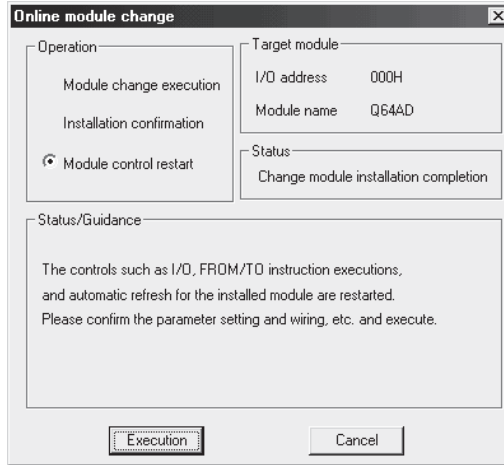 Online module change
Operation
Module change execution
Installation confirmation
Module control restart
Target module
I/O address 000H
Module name Q64AD
Status
Change module installation completion
Status/Guidance
The controls such as I/O, FROM/TO instruction executions,
and automatic refresh for the installed module are restarted.
Please confirm the parameter setting and wiring, etc. and execute.
Execution
Cancel